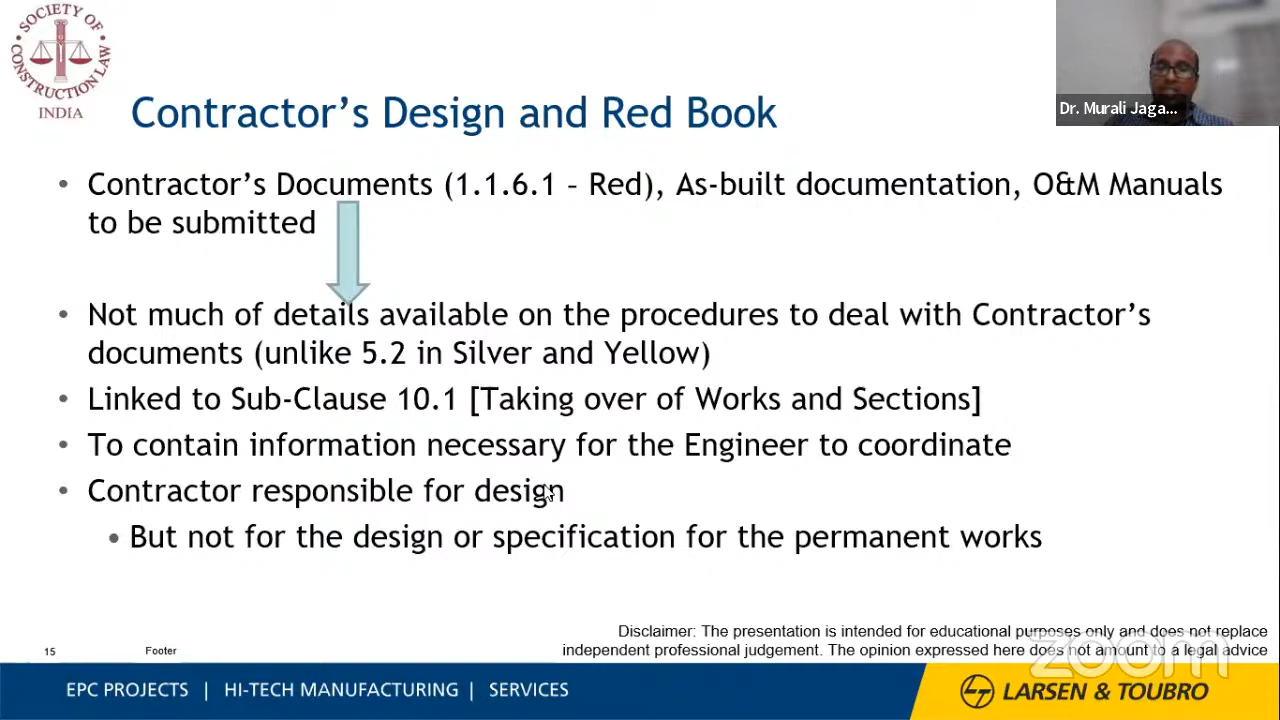 SOCIETY OF
CONSTRUCTION LAW
INDIA
Dr. Murali Jaga...
Contractor's Design and Red Book
• Contractor's Documents (1.1.6.1 – Red), As-built documentation, O&M Manuals
to be submitted
• Not much of details available on the procedures to deal with Contractor's
documents (unlike 5.2 in Silver and Yellow)
• Linked to Sub-Clause 10.1 [Taking over of Works and Sections]
• To contain information necessary for the Engineer to coordinate
• Contractor responsible for design
• But not for the design or specification for the permanent works
Disclaimer: The presentation is intended for educational purposes only and does not replace
independent professional judgement. The opinion expressed here does not amount to a legal advice
zoom
15 Footer
EPC PROJECTS | HI-TECH MANUFACTURING | SERVICES
LARSEN & TOUBRO